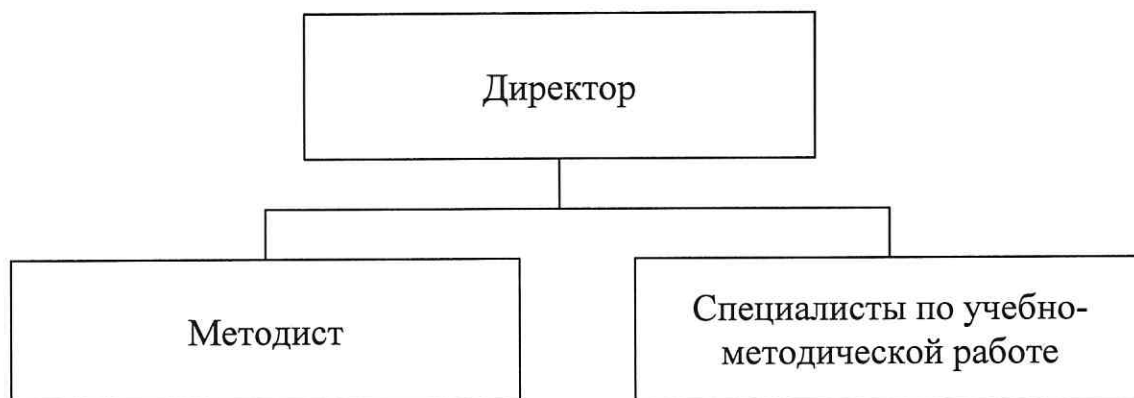 Директор
Методист
Специалисты по учебно-
методической работе